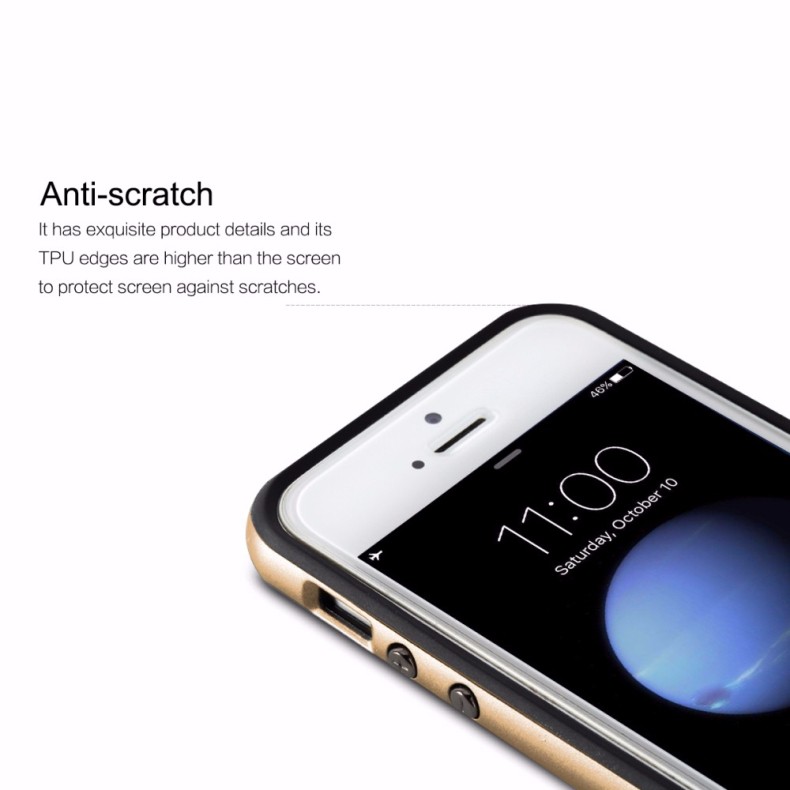 Anti-scratch
It has exquisite product details and its
TPU edges are higher than the screen
to protect screen against scratches.
46%
11:00
Saturday, October 10